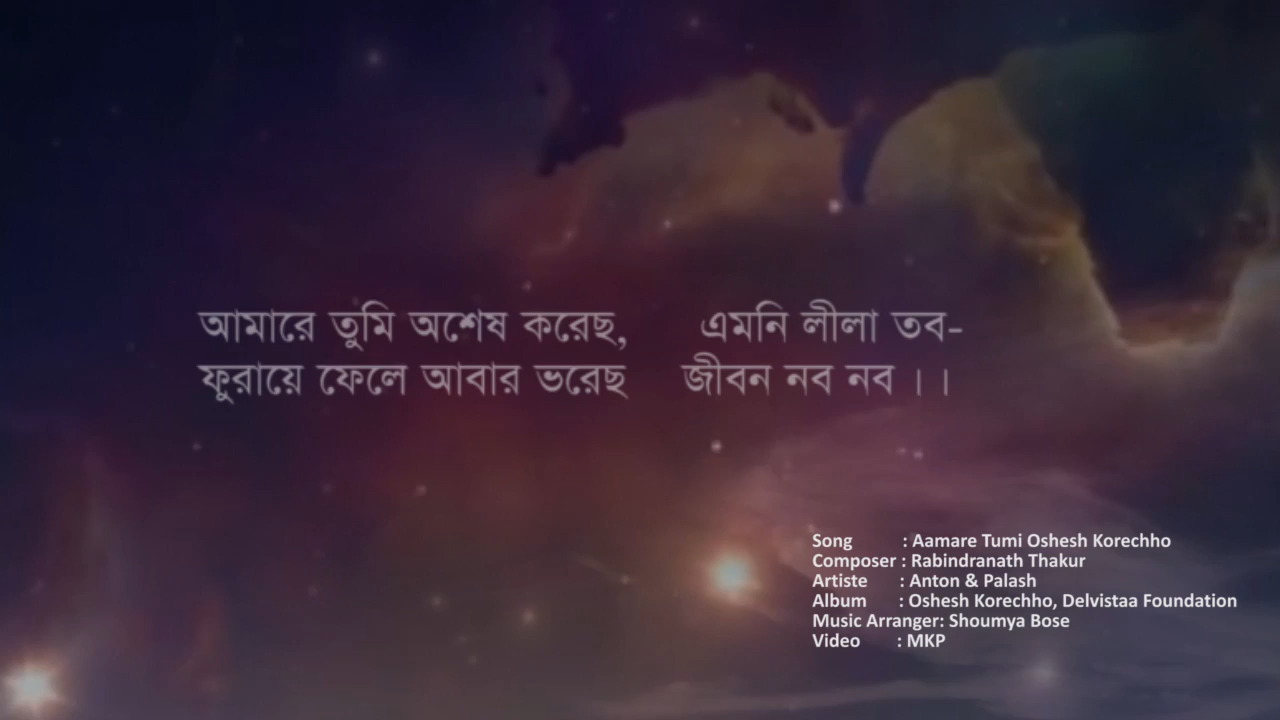 আমারে তুমি অশেষ করেছ, এমনি লীলা তব-
ফুরায়ে ফেলে আবার ভরেছ জীবন নব নব ।।
Song : Aamare Tumi Oshesh Korechho
Composer : Rabindranath Thakur
Artiste : Anton & Palash
Album : Oshesh Korechho, Delvistaa Foundation
Music Arranger: Shoumya Bose
Video : MKP